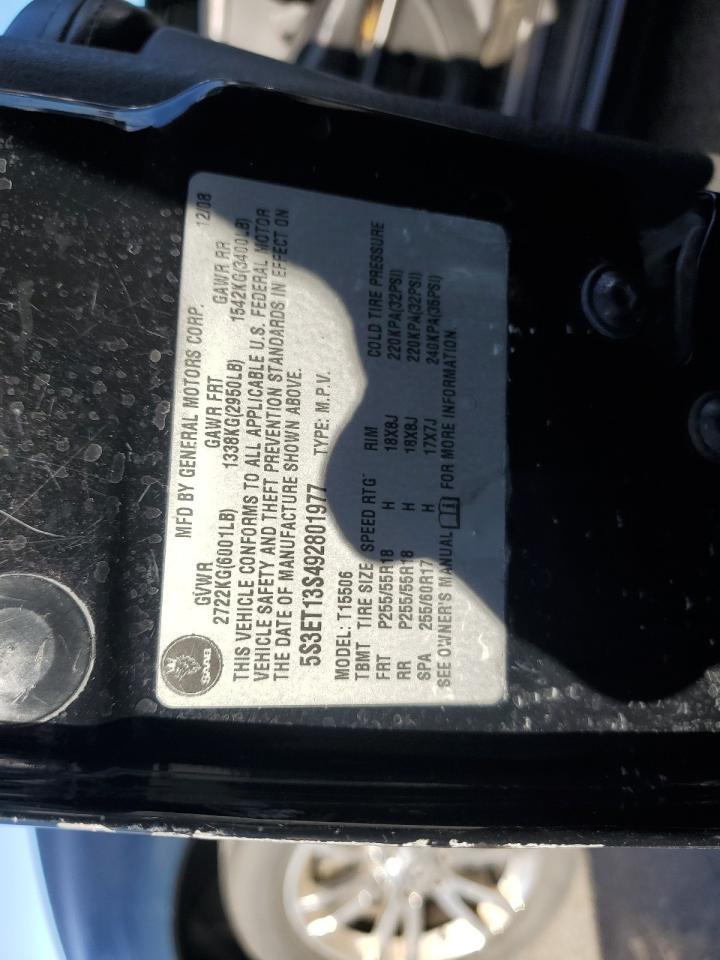 MFD BY GENERAL MOTORS CORP. 12/08
GVWR GAWR FRT GAWR RR
2722KG(6001LB) 1338KG(2950LB) 1542KG(3400LB)
THIS VEHICLE CONFORMS TO ALL APPLICABLE U.S. FEDERAL MOTOR
VEHICLE SAFETY AND THEFT PREVENTION STANDARDS IN EFFECT ON
THE DATE OF MANUFACTURE SHOWN ABOVE.
5S3ET13S492801977 TYPE: M.P.V.
MODEL: T15506
TBMT TIRE SIZE SPEED RTG RIM COLD TIRE PRESSURE
FRT P255/55R18 H 18X8J 220KPA(32PSI)
RR P255/55R18 H 18X8J 220KPA(32PSI)
SPA 255/60R17 H 17X7J 240KPA(35PSI)
SEE OWNER'S MANUAL FOR MORE INFORMATION
SAAB